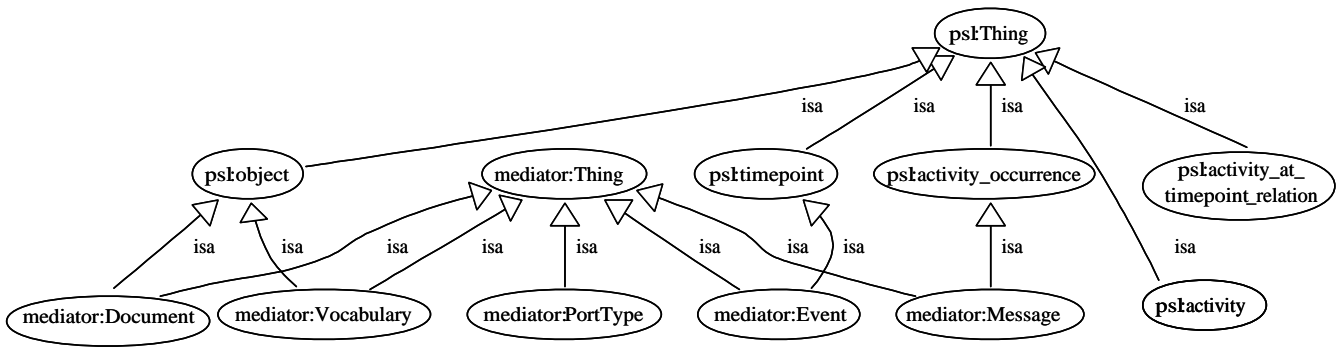 psl:Thing
isa
isa
isa
isa
psl:object
mediator:Thing
psl:timepoint
psl:activity_occurrence
psl:activity_at_
timepoint_relation
isa
isa
isa
isa
isa
isa
isa
isa
isa
isa
mediator:Document
mediator:Vocabulary
mediator:PortType
mediator:Event
mediator:Message
psl:activity